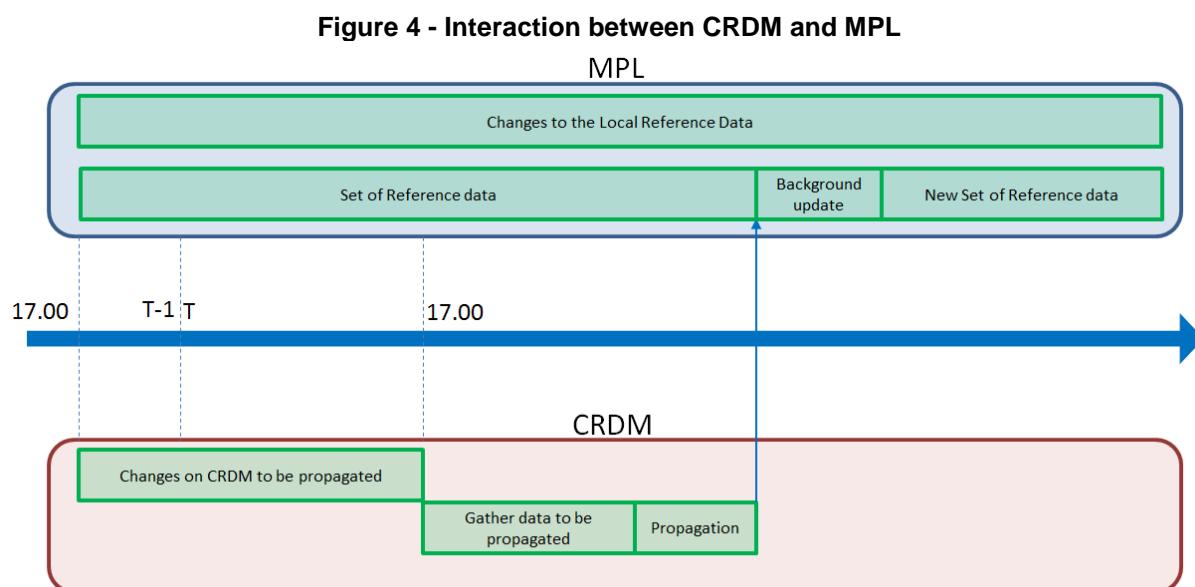 Figure 4 - Interaction between CRDM and MPL
MPL
Changes to the Local Reference Data
Set of Reference data
Background
update
New Set of Reference data
17.00
T-1
T
17.00
CRDM
Changes on CRDM to be propagated
Gather data to be
propagated
Propagation